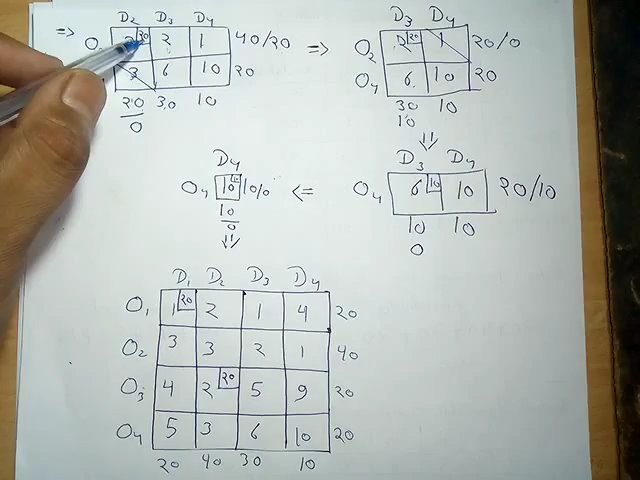 => D2 D3 D4
O 20 2 1 40/20
3 6 10 20
20 30 10
0
=> D3 D4
O2 2 20 1 20/0
O4 6 10 20
30 10
10
⇓
D3 D4
O4 6 10 10 20/10
10 10
0
<=
D4
O4 10 10 10/0
10
0
⇓
D1 D2 D3 D4
O1 1 20 2 1 4 20
O2 3 3 2 1 40
O3 4 2 20 5 9 20
O4 5 3 6 10 20
20 40 30 10